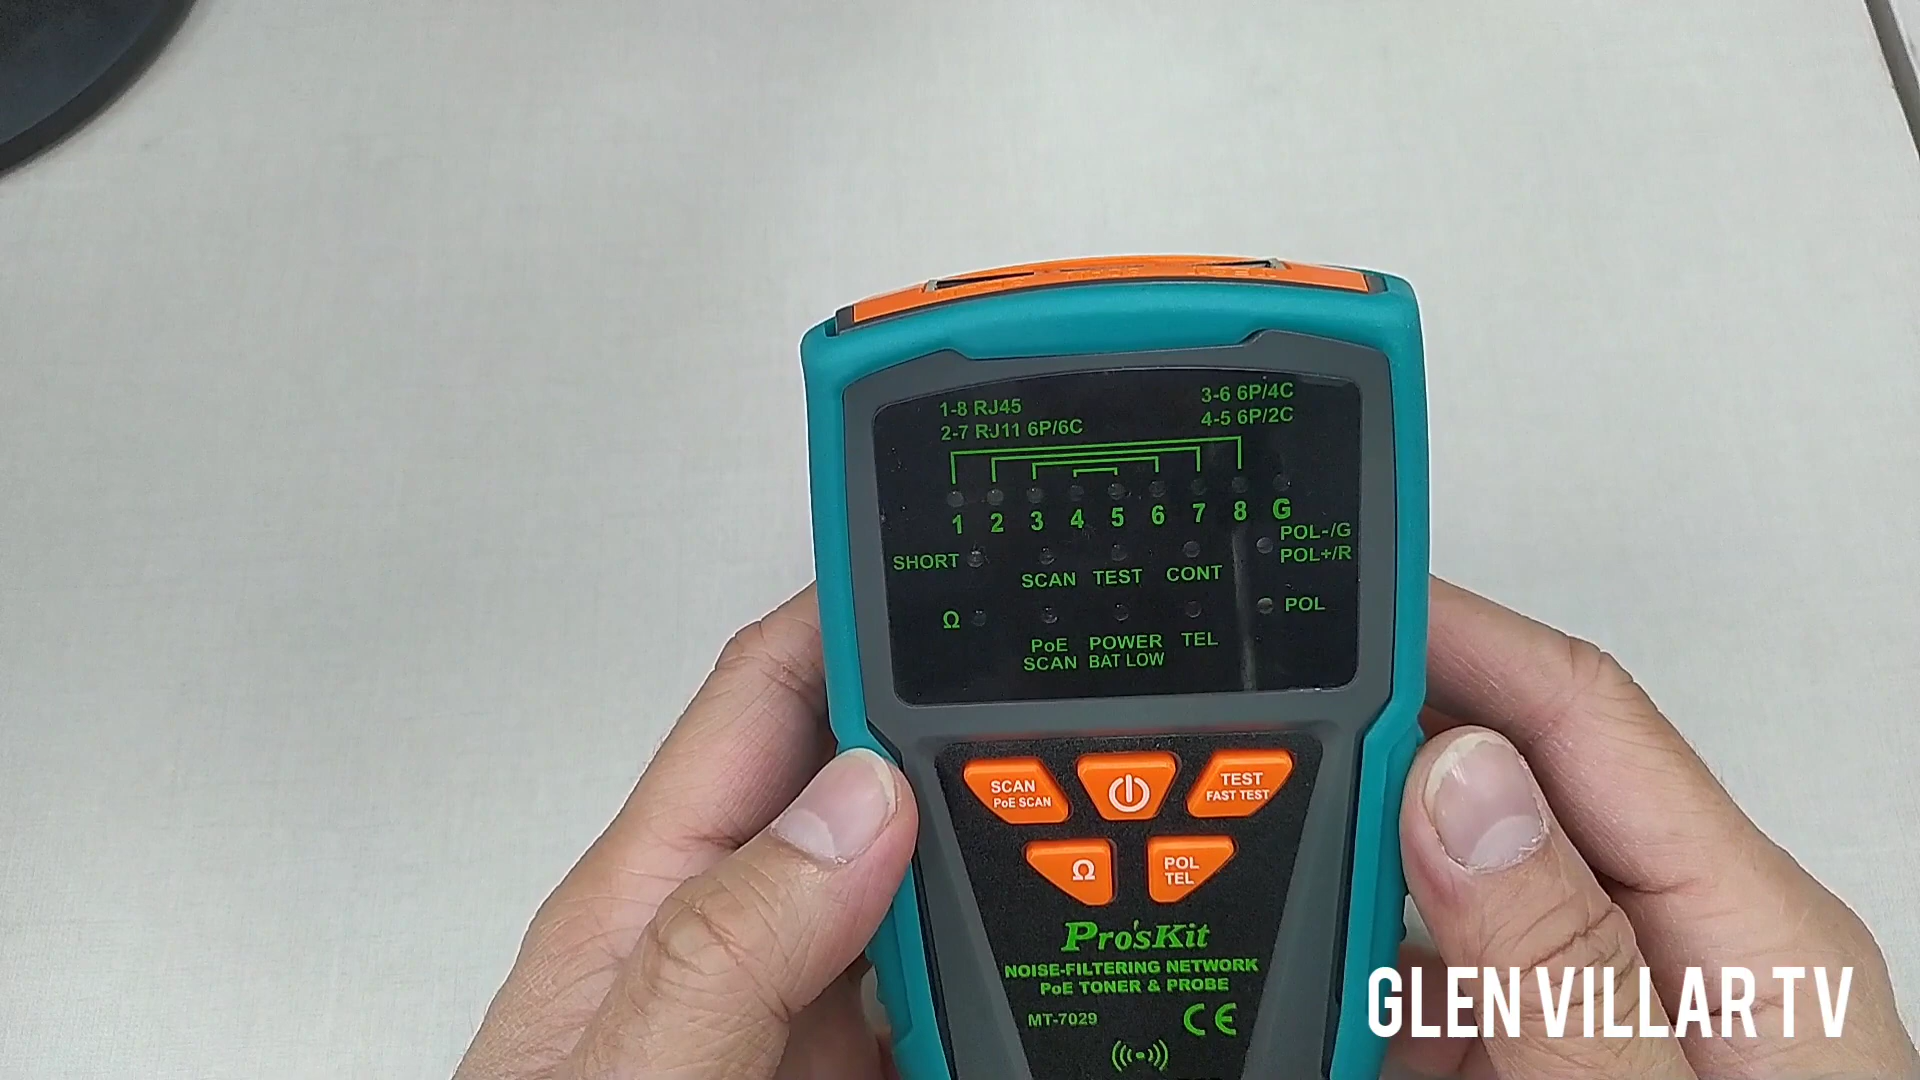 1-8 RJ45
2-7 RJ11 6P/6C
3-6 6P/4C
4-5 6P/2C
1 2 3 4 5 6 7 8 G
POL-/G
POL+/R
SHORT
SCAN TEST CONT
Ω
POL
PoE SCAN
POWER
BAT LOW
TEL
SCAN
PoE SCAN
TEST
FAST TEST
Ω
POL
TEL
Pro'sKit
NOISE-FILTERING NETWORK
PoE TONER & PROBE
MT-7029
CE
GLEN VILLAR TV